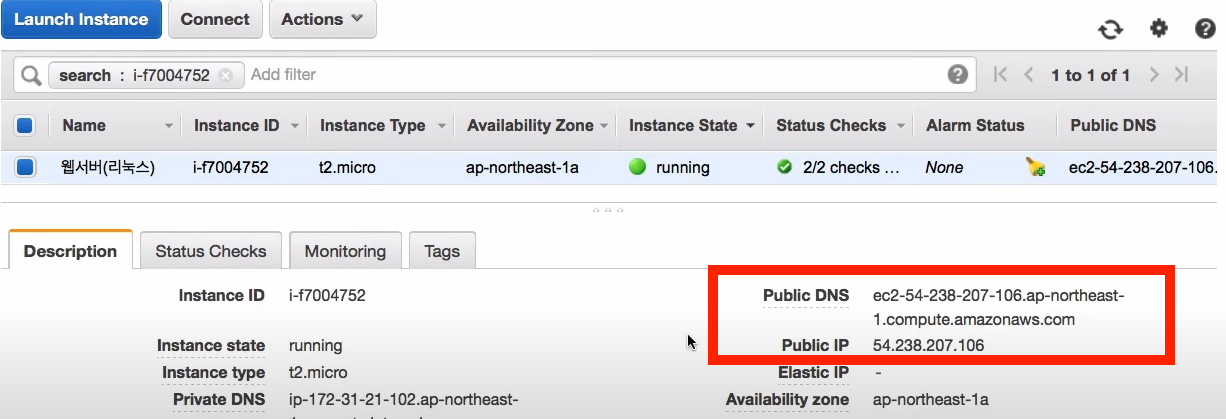 Launch Instance Connect Actions
search : i-f7004752 Add filter 1 to 1 of 1
Name Instance ID Instance Type Availability Zone Instance State Status Checks Alarm Status Public DNS
웹서버(리눅스) i-f7004752 t2.micro ap-northeast-1a running 2/2 checks ... None ec2-54-238-207-106.
Description Status Checks Monitoring Tags
Instance ID i-f7004752 Public DNS ec2-54-238-207-106.ap-northeast-
1.compute.amazonaws.com
Instance state running Public IP 54.238.207.106
Instance type t2.micro Elastic IP -
Private DNS ip-172-31-21-102.ap-northeast- Availability zone ap-northeast-1a